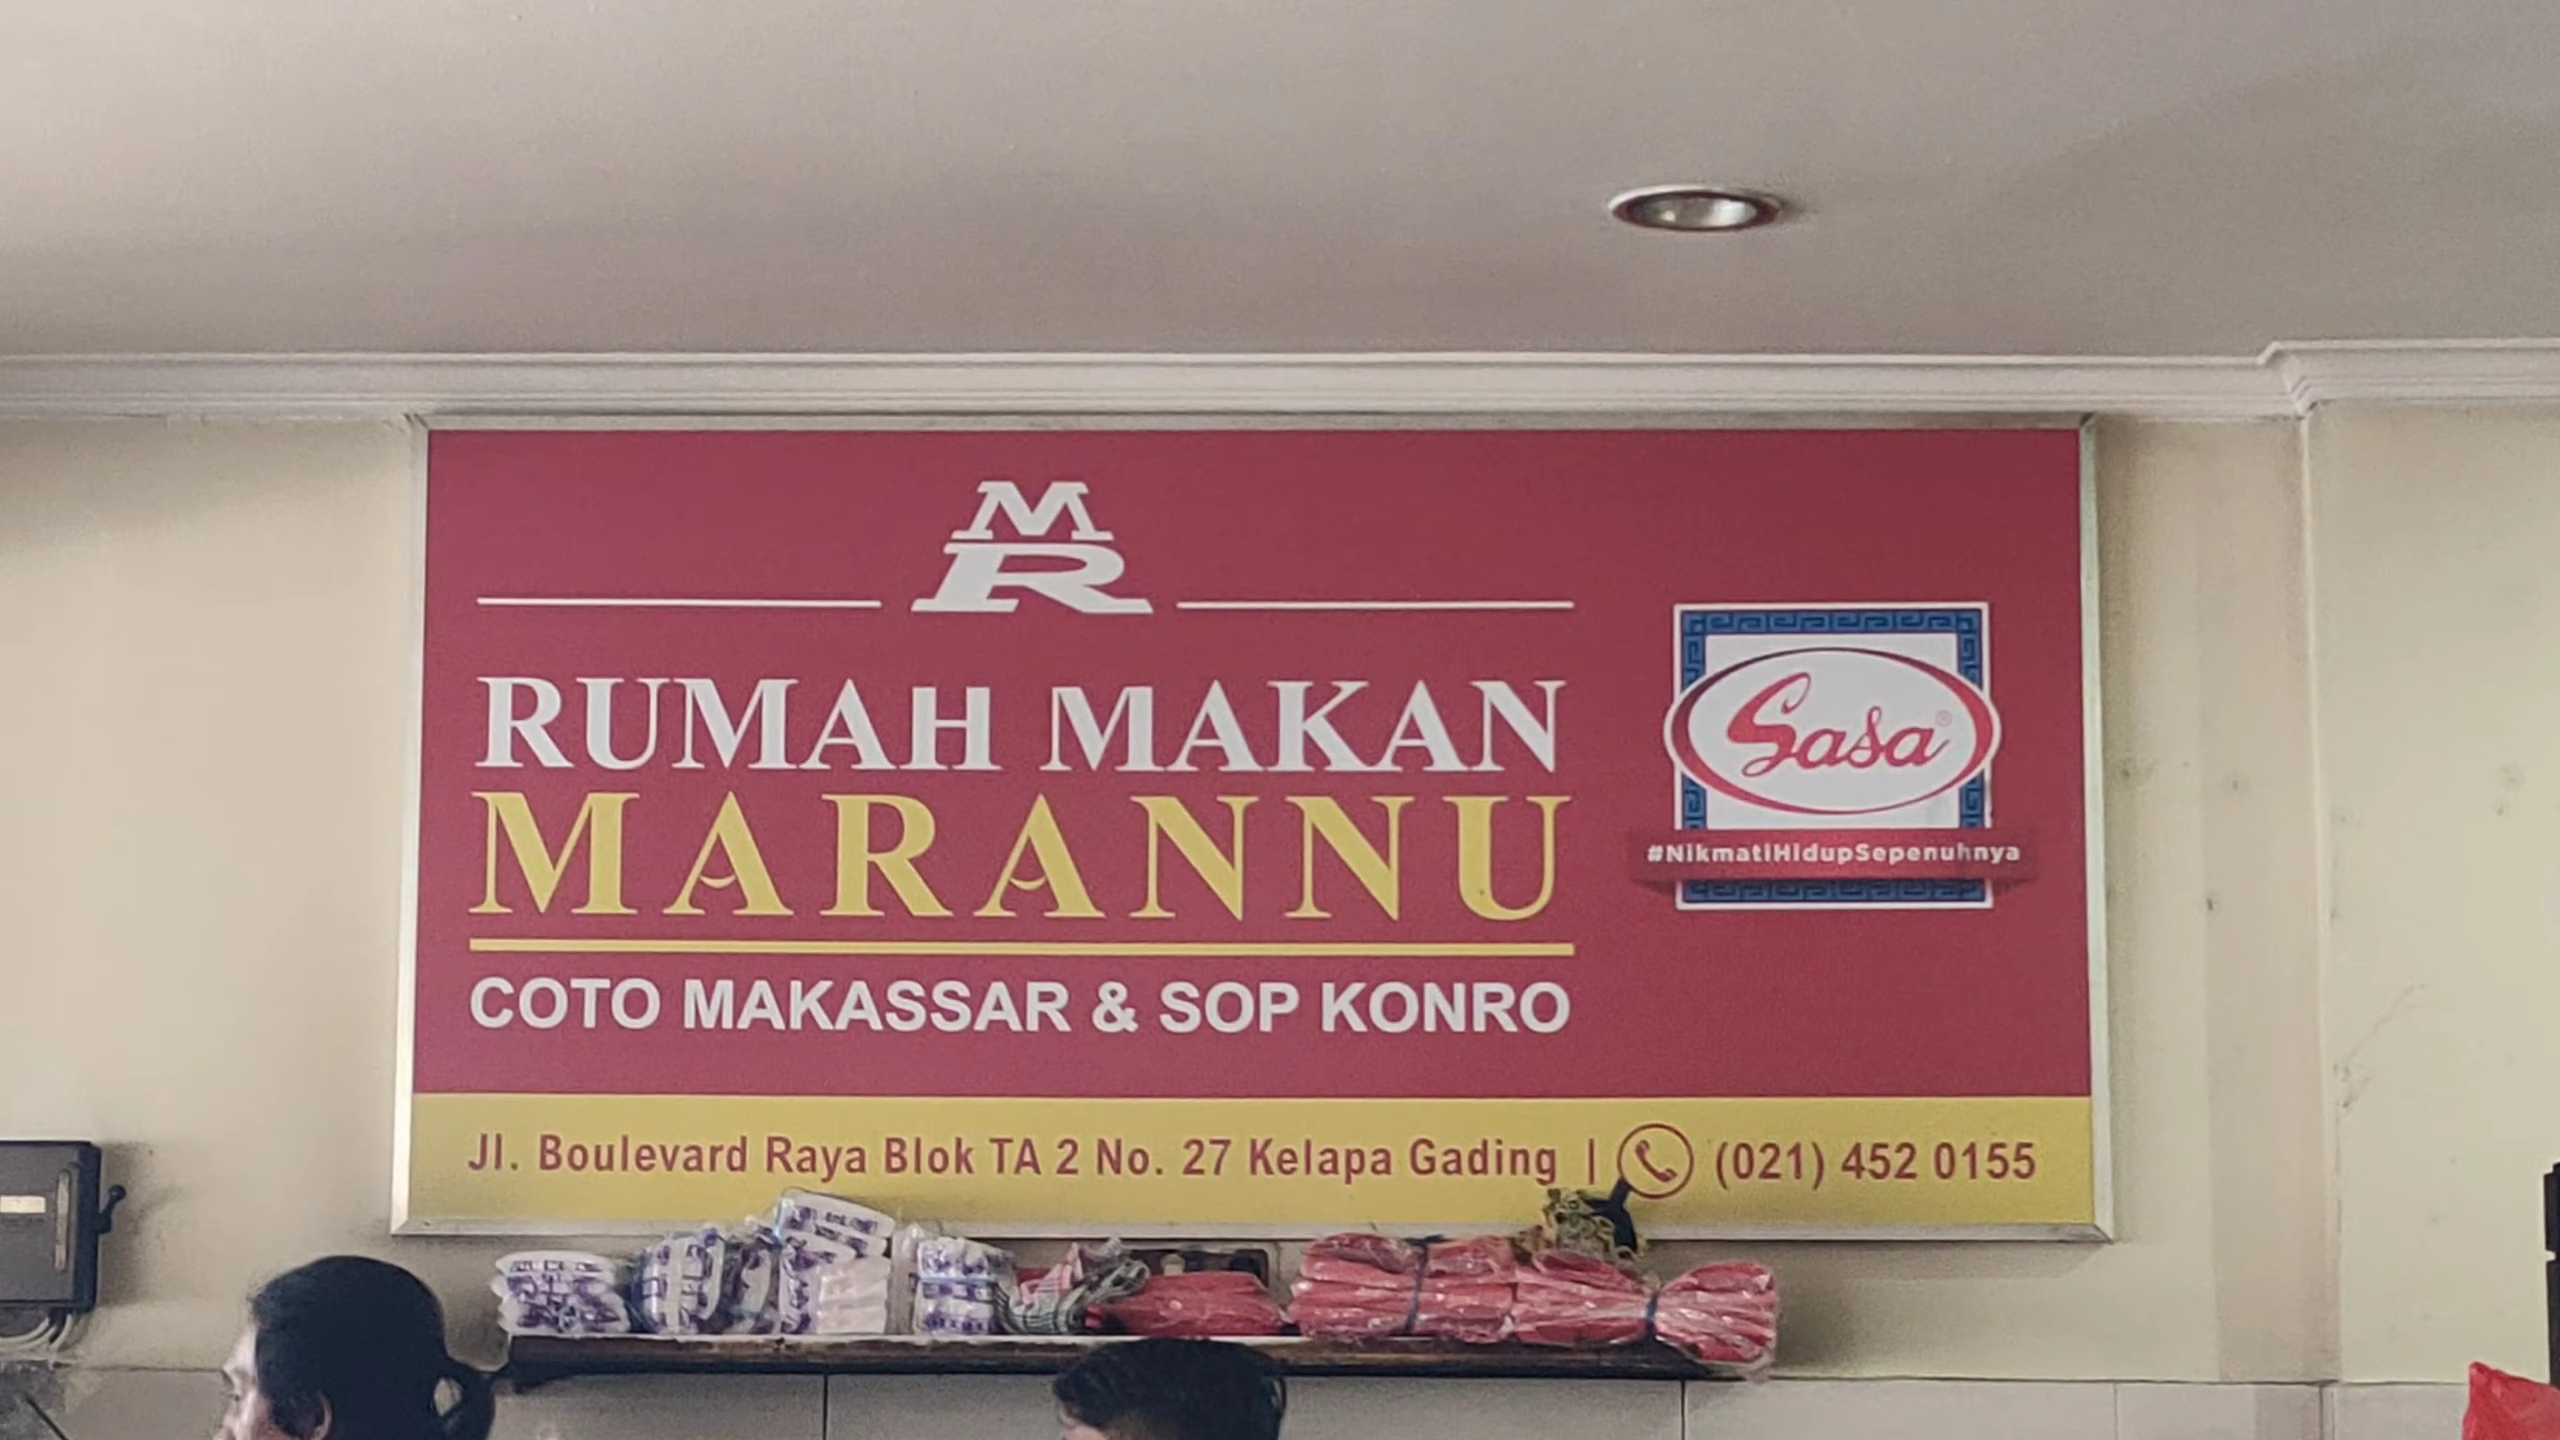 MR
RUMAH MAKAN
MARANNU
COTO MAKASSAR & SOP KONRO
Sasa®
#NikmatiHidupSepenuhnya
Jl. Boulevard Raya Blok TA 2 No. 27 Kelapa Gading | (021) 452 0155